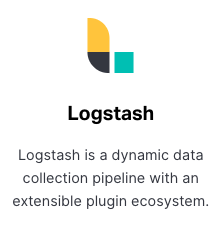 Logstash
Logstash is a dynamic data
collection pipeline with an
extensible plugin ecosystem.